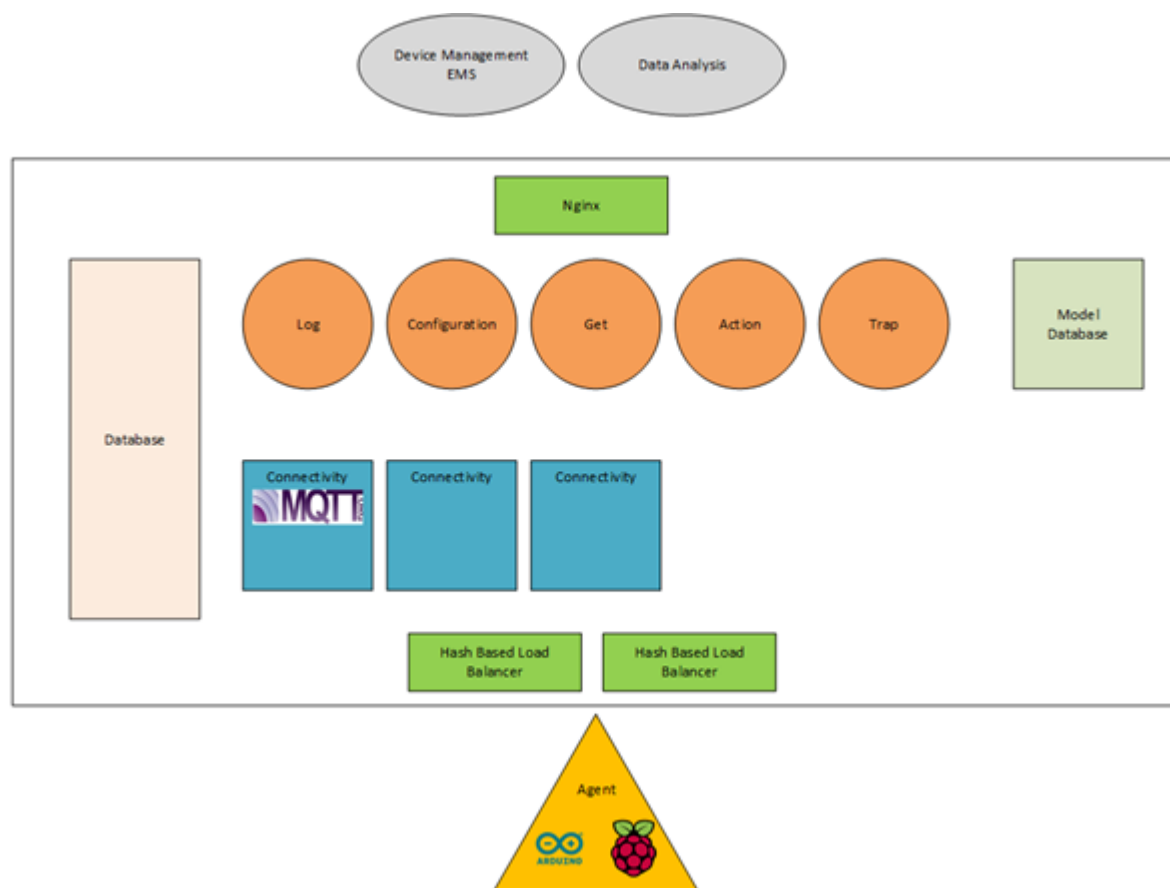 Device Management
EMS
Data Analysis
Nginx
Log
Configuration
Get
Action
Trap
Model
Database
Database
Connectivity
MQTT
Connectivity
Connectivity
Hash Based Load
Balancer
Hash Based Load
Balancer
Agent
ARDUINO